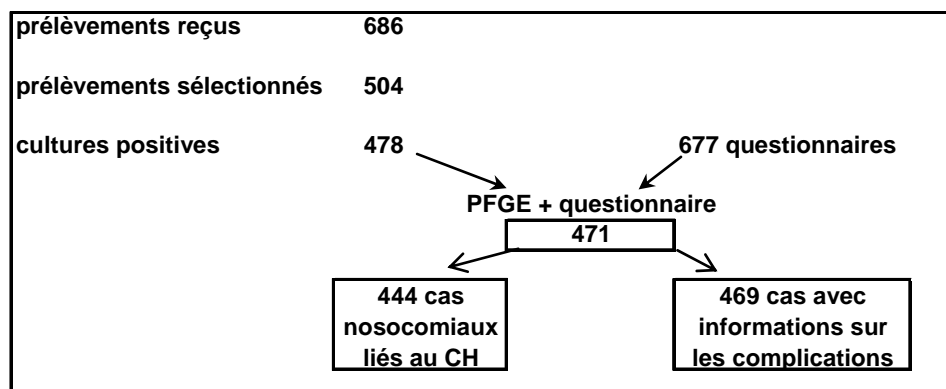 prélèvements reçus 686
prélèvements sélectionnés 504
cultures positives 478 677 questionnaires
PFGE + questionnaire
471
444 cas
nosocomiaux
liés au CH
469 cas avec
informations sur
les complications